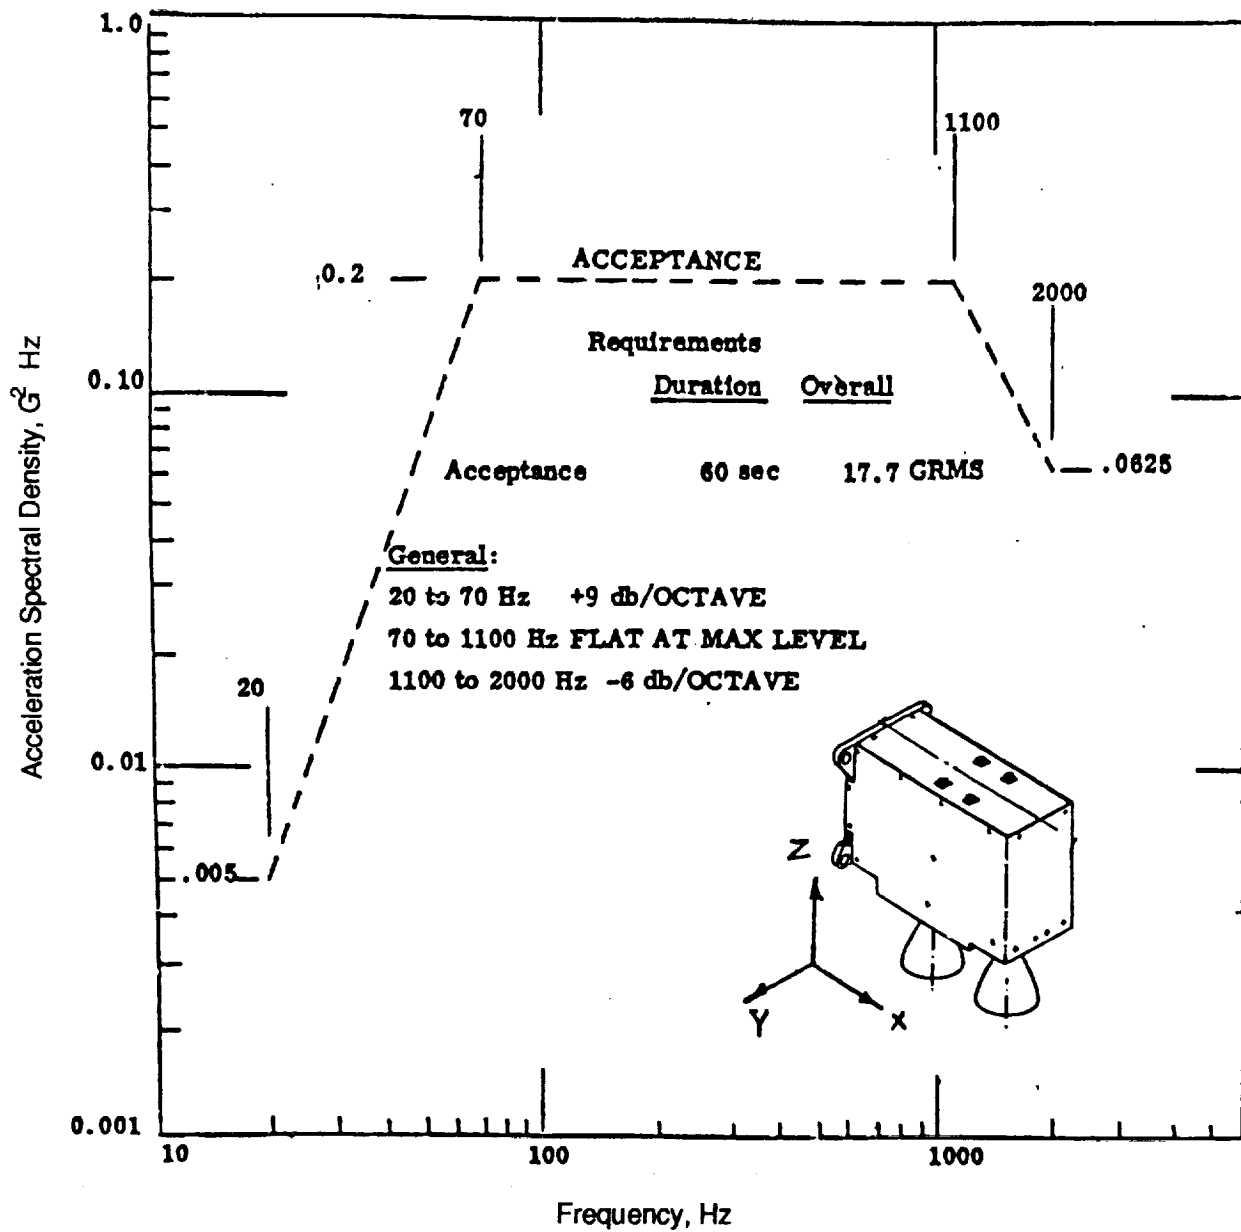 1.0
70
1100
ACCEPTANCE
0.2
2000
Requirements
0.10
Duration Overall
Acceptance 60 sec 17.7 GRMS
.0625
General:
20 to 70 Hz +9 db/OCTAVE
70 to 1100 Hz FLAT AT MAX LEVEL
1100 to 2000 Hz -6 db/OCTAVE
20
0.01
.005
Z
Y
X
0.001
10 100 1000
Frequency, Hz
Acceleration Spectral Density, G² Hz